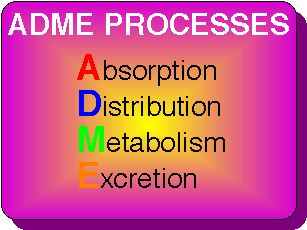 ADME PROCESSES
Absorption
Distribution
Metabolism
Excretion